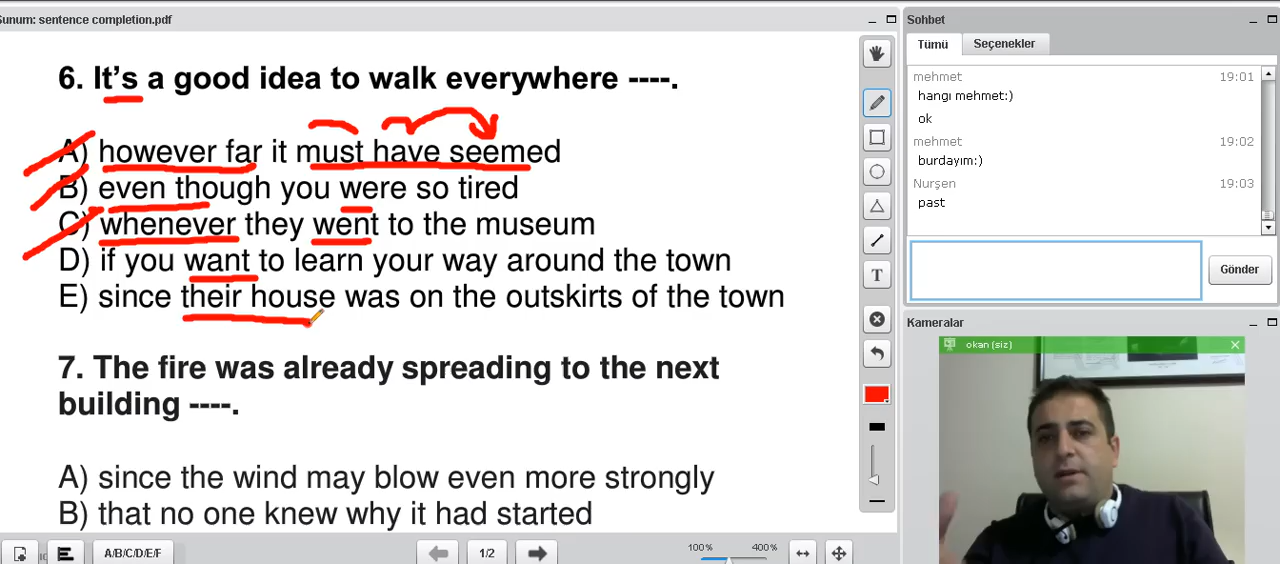 Sunum: sentence completion.pdf
6. It's a good idea to walk everywhere ----.
A) however far it must have seemed
B) even though you were so tired
C) whenever they went to the museum
D) if you want to learn your way around the town
E) since their house was on the outskirts of the town
7. The fire was already spreading to the next
building ----.
A) since the wind may blow even more strongly
B) that no one knew why it had started
A/B/C/D/E/F
1/2
100% 400%
T
Sohbet
Tümü Seçenekler
mehmet 19:01
hangı mehmet:)
ok
mehmet 19:02
burdayım:)
Nurşen 19:03
past
Gönder
Kameralar
okan (siz)